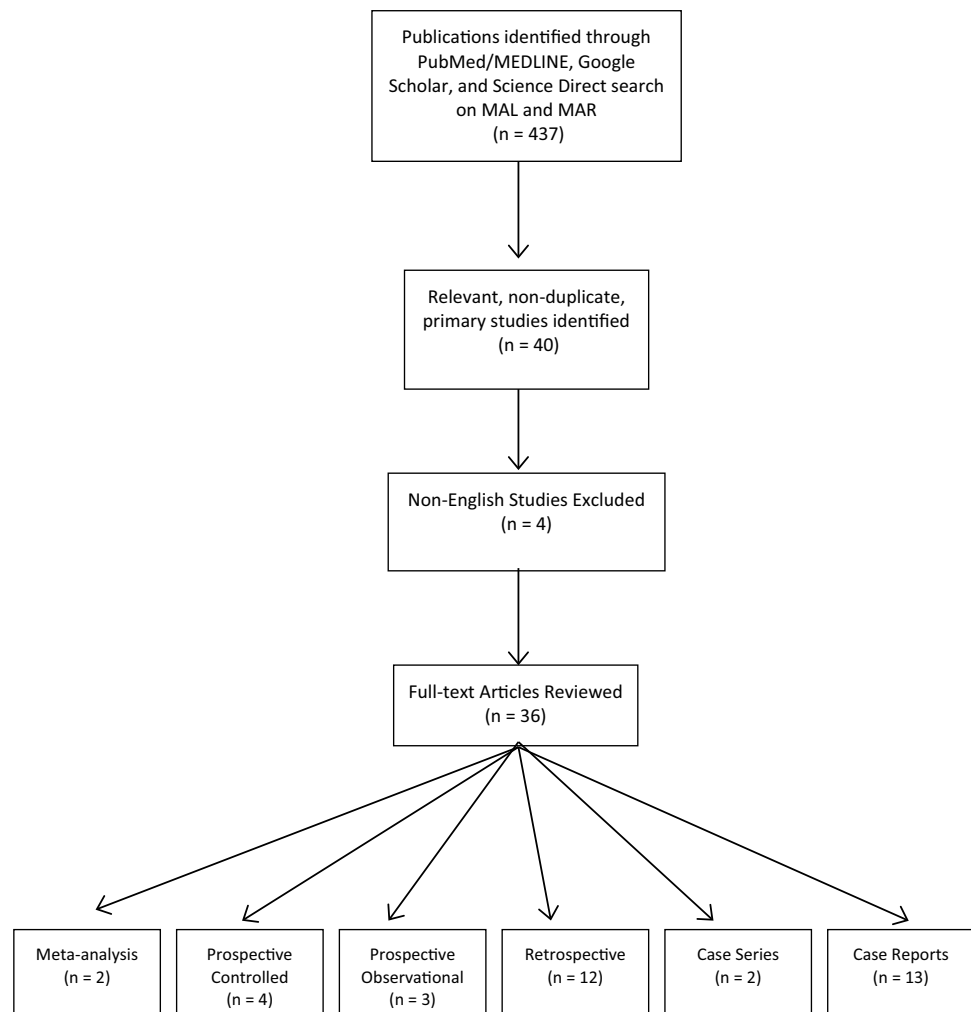 Publications identified through
PubMed/MEDLINE, Google
Scholar, and Science Direct search
on MAL and MAR
(n = 437)
Relevant, non-duplicate,
primary studies identified
(n = 40)
Non-English Studies Excluded
(n = 4)
Full-text Articles Reviewed
(n = 36)
Meta-analysis
(n = 2)
Prospective
Controlled
(n = 4)
Prospective
Observational
(n = 3)
Retrospective
(n = 12)
Case Series
(n = 2)
Case Reports
(n = 13)